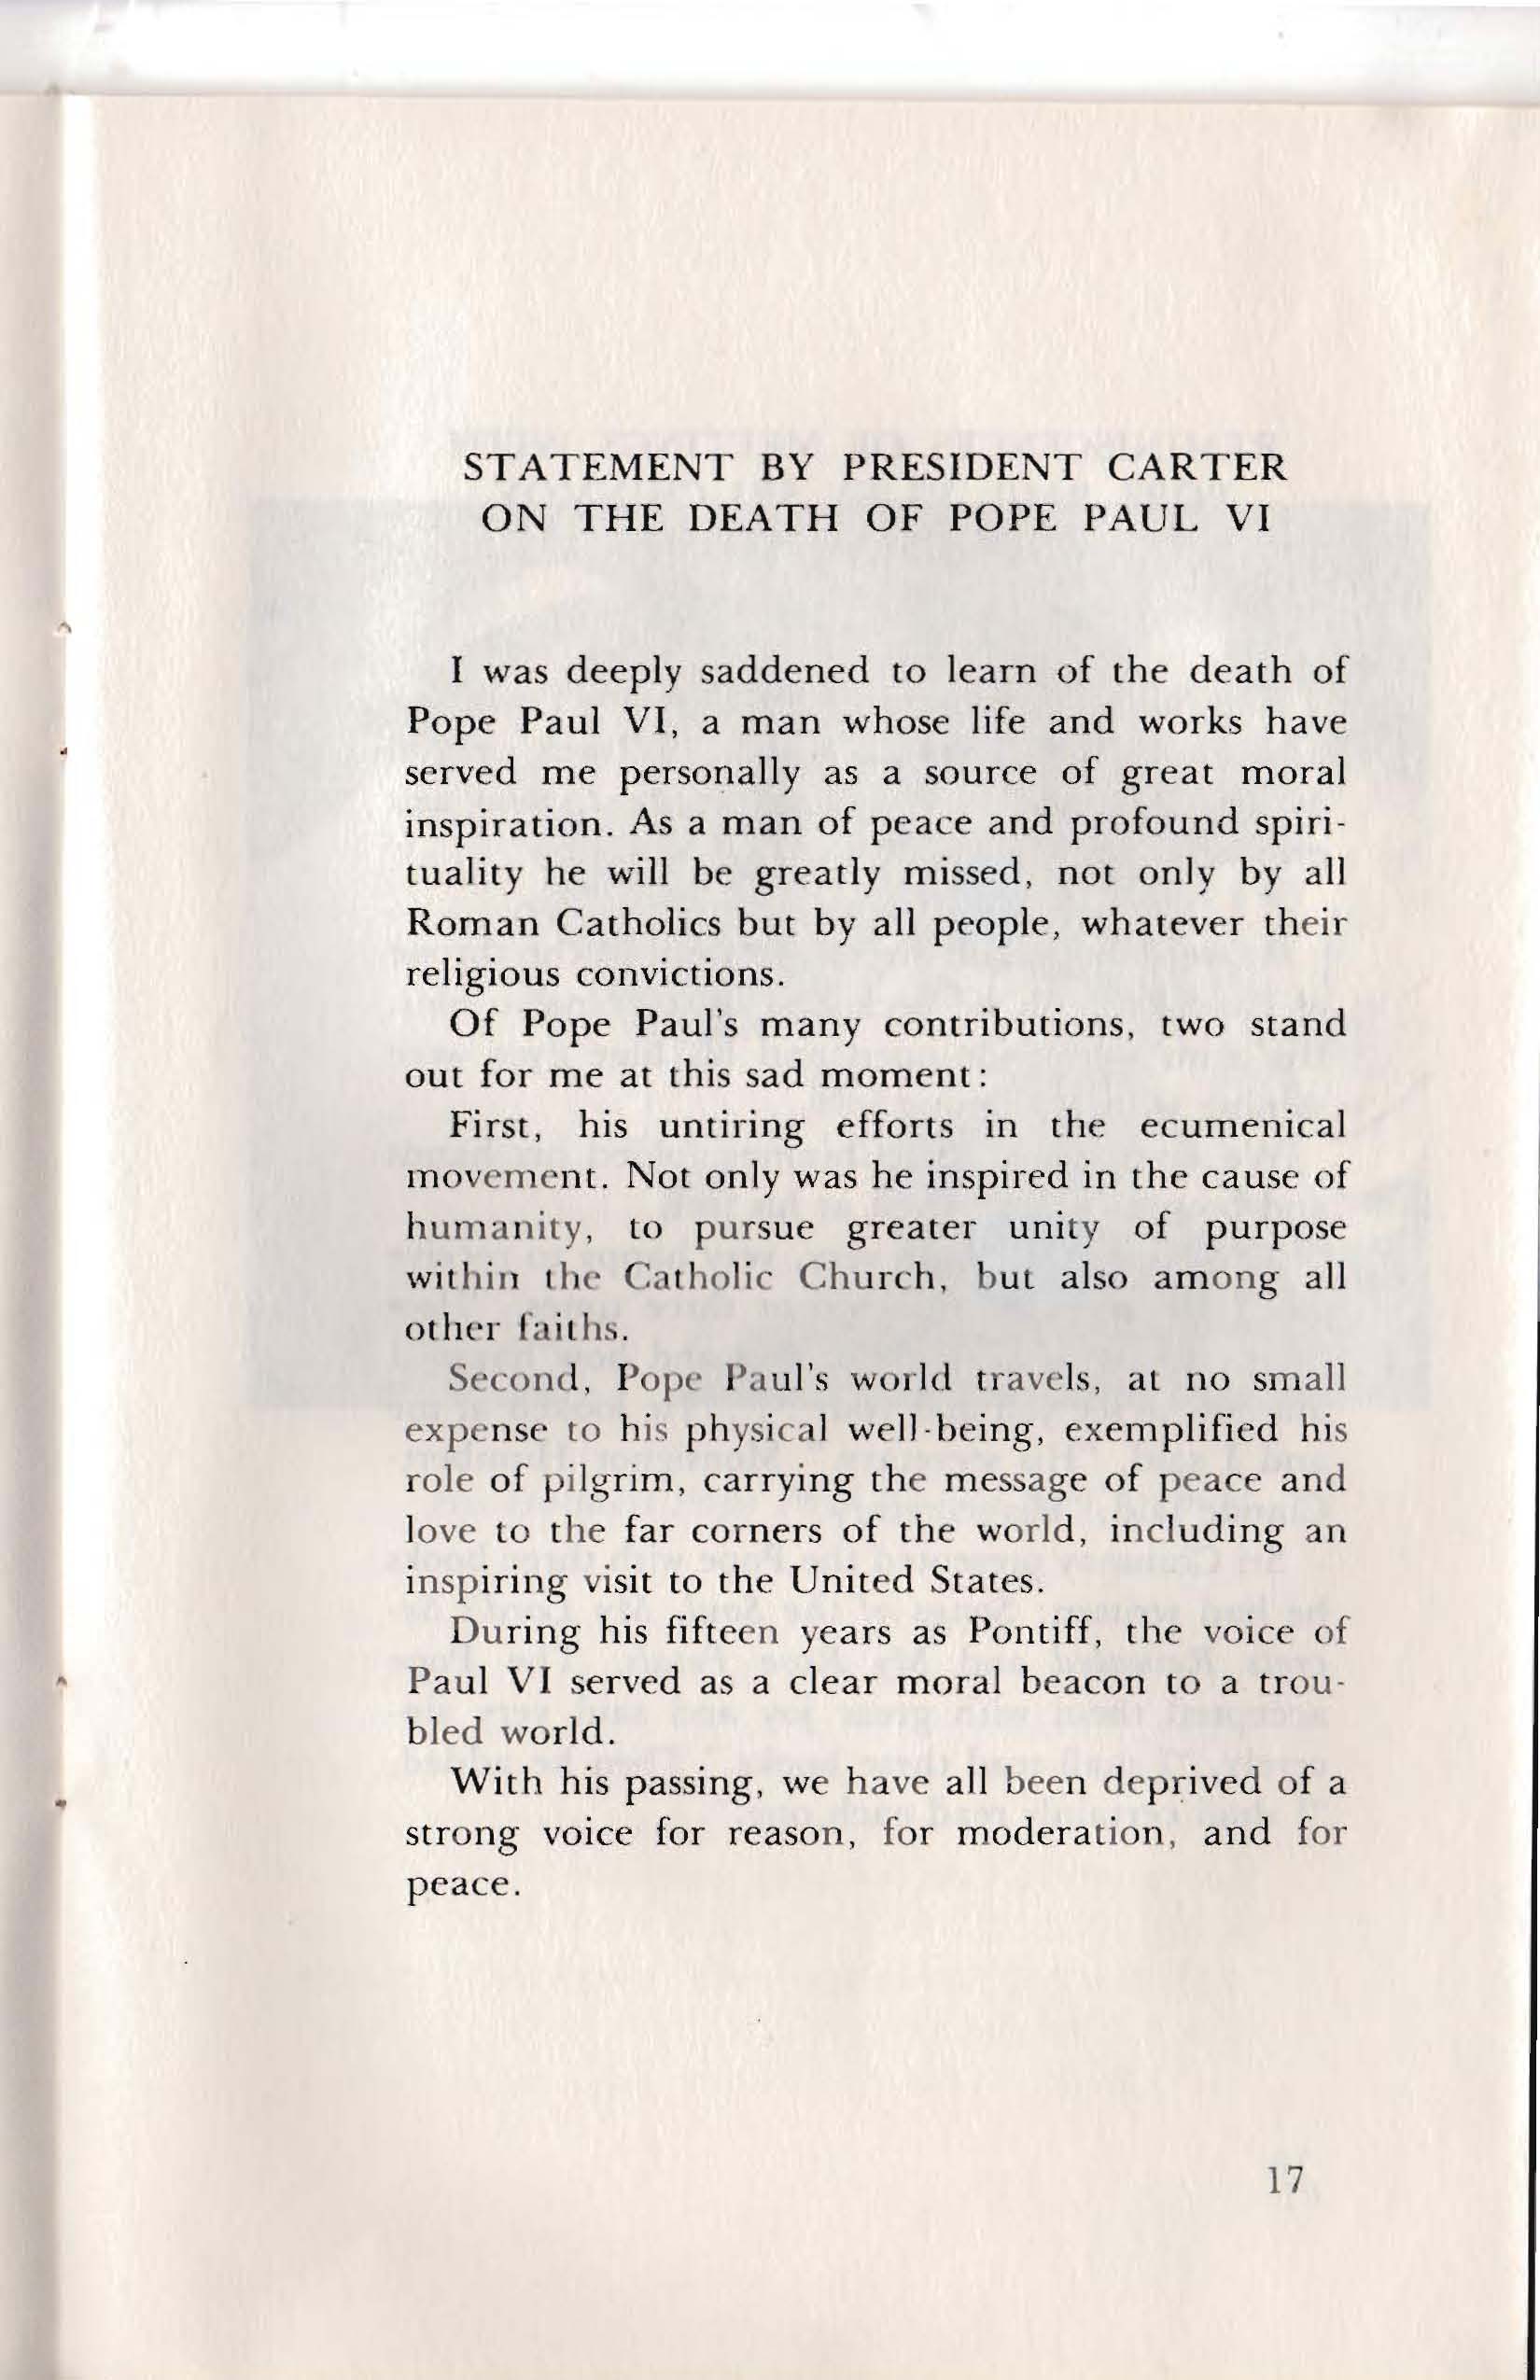 STATEMENT BY PRESIDENT CARTER
ON THE DEATH OF POPE PAUL VI
I was deeply saddened to learn of the death of
Pope Paul VI, a man whose life and works have
served me personally as a source of great moral
inspiration. As a man of peace and profound spiri-
tuality he will be greatly missed, not only by all
Roman Catholics but by all people, whatever their
religious convictions.
Of Pope Paul's many contributions, two stand
out for me at this sad moment:
First, his untiring efforts in the ecumenical
movement. Not only was he inspired in the cause of
humanity, to pursue greater unity of purpose
within the Catholic Church, but also among all
other faiths.
Second, Pope Paul's world travels, at no small
expense to his physical well-being, exemplified his
role of pilgrim, carrying the message of peace and
love to the far corners of the world, including an
inspiring visit to the United States.
During his fifteen years as Pontiff, the voice of
Paul VI served as a clear moral beacon to a trou-
bled world.
With his passing, we have all been deprived of a
strong voice for reason, for moderation, and for
peace.
17